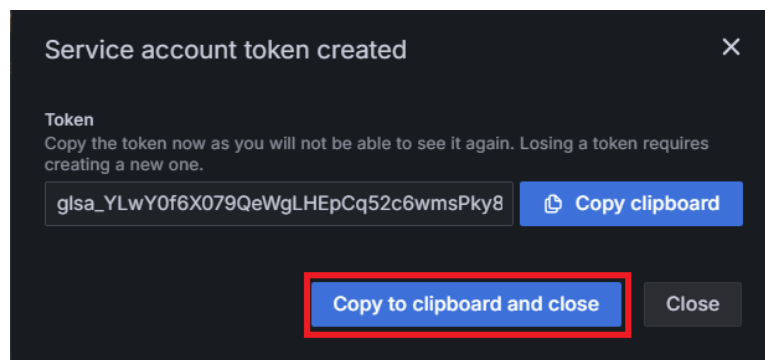 Service account token created
Token
Copy the token now as you will not be able to see it again. Losing a token requires
creating a new one.
glsa_YLwY0f6X079QeWgLHEpCq52c6wmsPky8
Copy clipboard
Copy to clipboard and close
Close